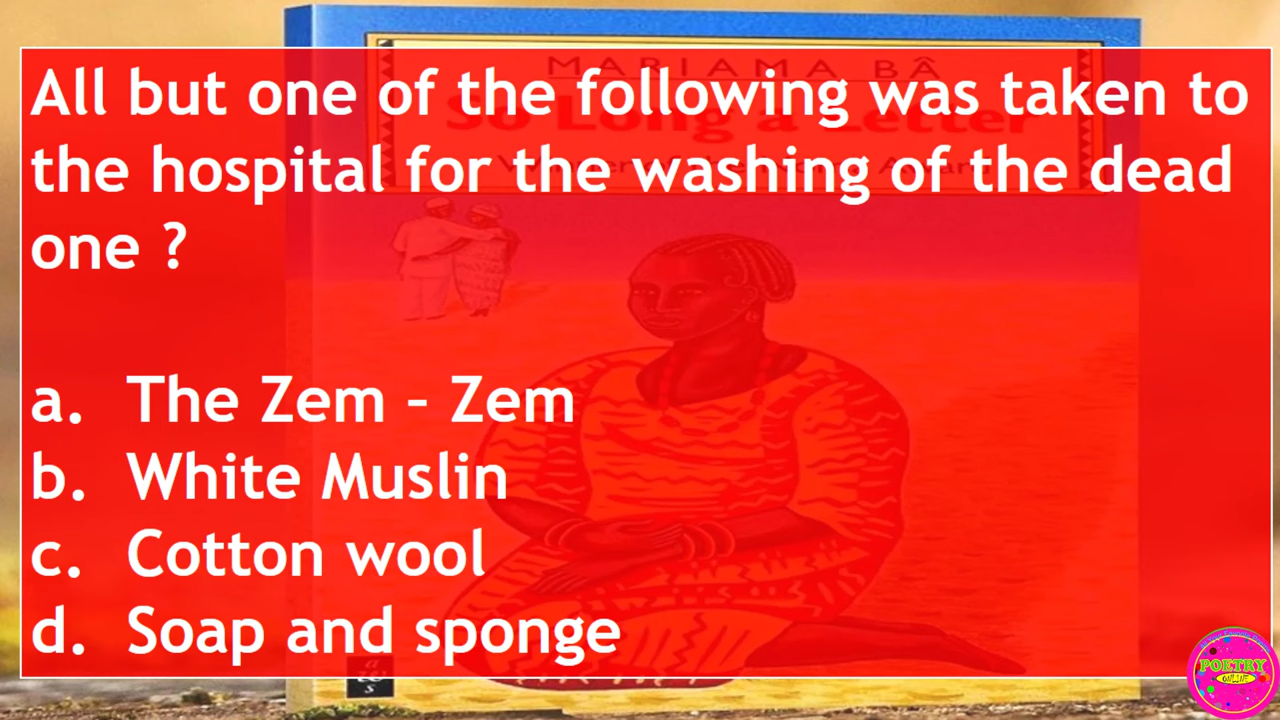 MARIAMA BÂ
So Long a Letter
All but one of the following was taken to
the hospital for the washing of the dead
one ?
a. The Zem – Zem
b. White Muslin
c. Cotton wool
d. Soap and sponge
POETRY
ONLINE